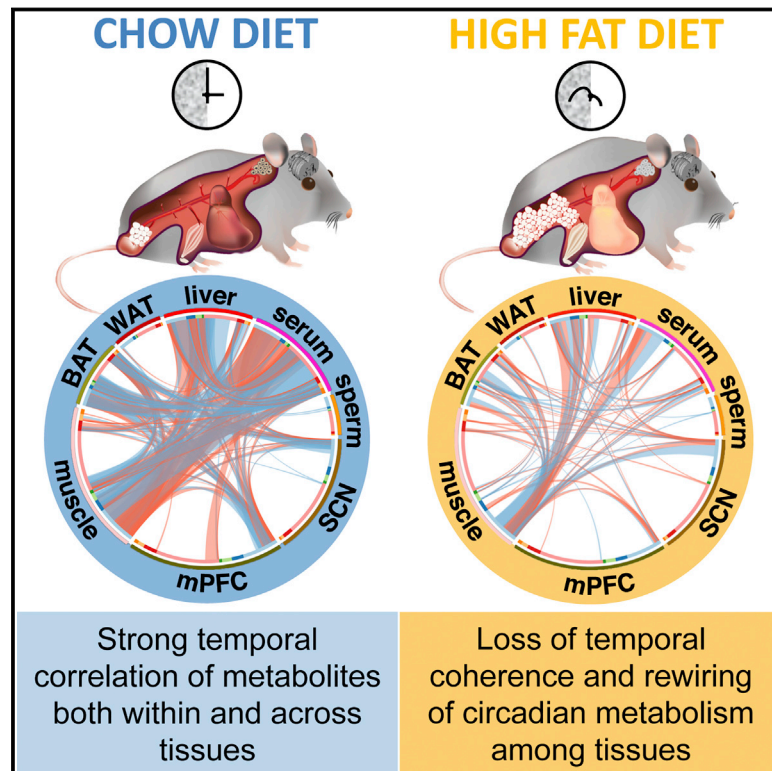 CHOW DIET
HIGH FAT DIET
BAT
WAT
liver
serum
sperm
SCN
mPFC
muscle
BAT
WAT
liver
serum
sperm
SCN
mPFC
muscle
Strong temporal
correlation of metabolites
both within and across
tissues
Loss of temporal
coherence and rewiring
of circadian metabolism
among tissues